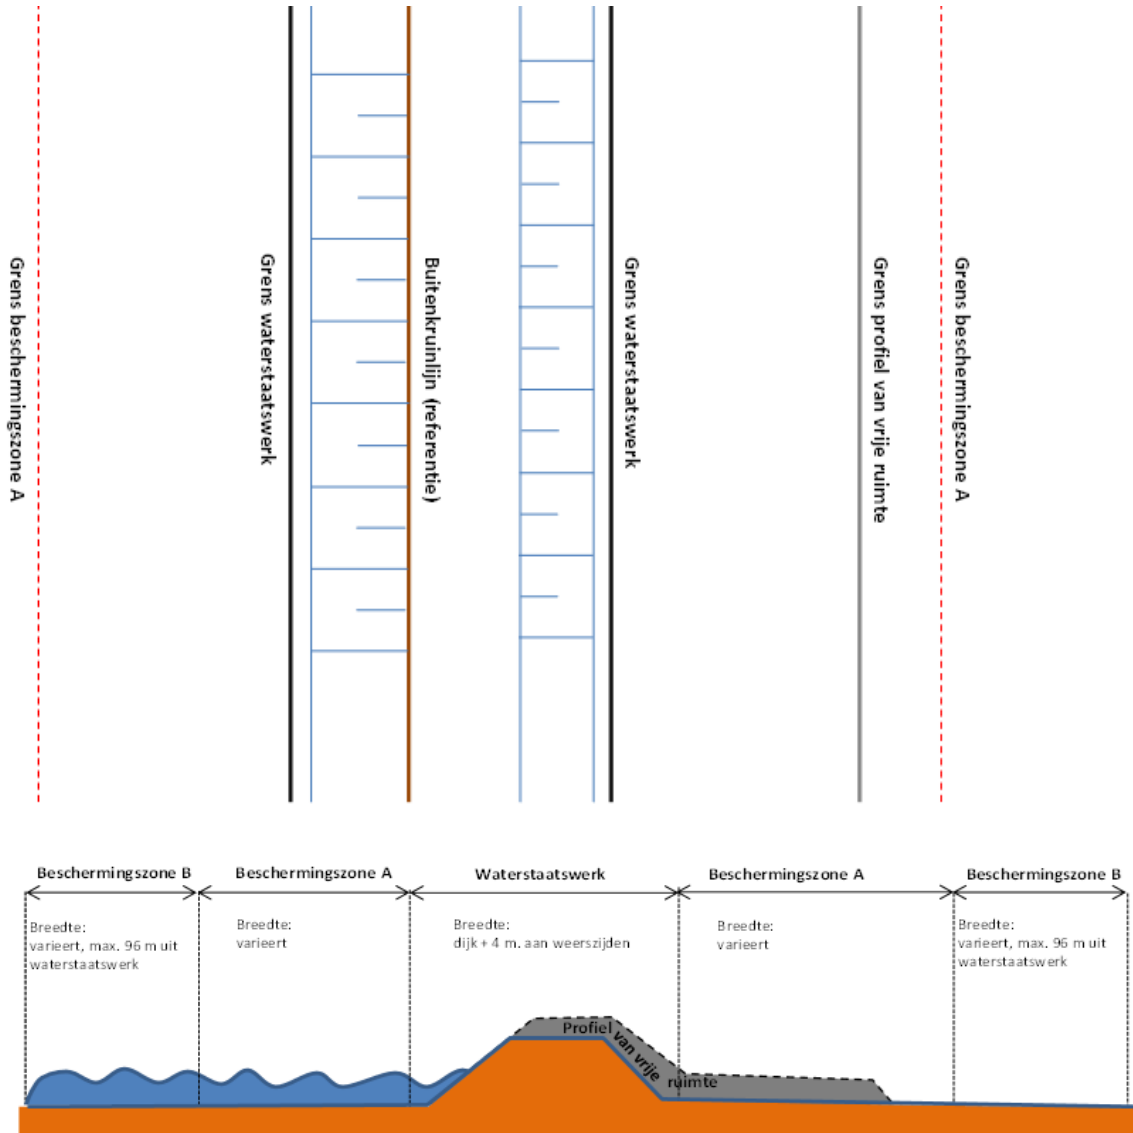 Grens beschermingszone A
Grens waterstaatswerk
Buitenkruinlijn (referentie)
Grens waterstaatswerk
Grens profiel van vrije ruimte
Grens beschermingszone A
Beschermingszone B
Beschermingszone A
Waterstaatswerk
Beschermingszone A
Beschermingszone B
Breedte:
varieert, max. 96 m uit
waterstaatswerk
Breedte:
varieert
Breedte:
dijk + 4 m. aan weerszijden
Breedte:
varieert
Breedte:
varieert, max. 96 m uit
waterstaatswerk
Profiel van vrije ruimte